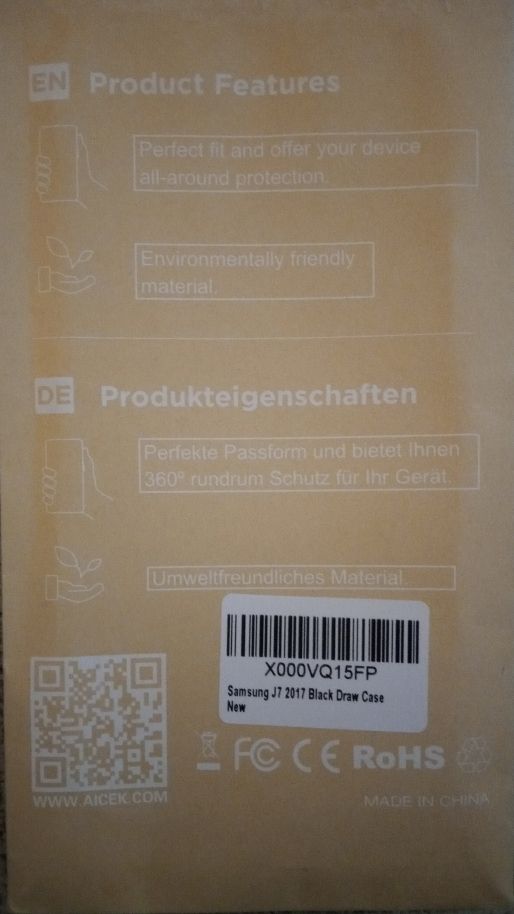 EN Product Features
Perfect fit and offer your device
all-around protection.
Environmentally friendly
material.
DE Produkteigenschaften
Perfekte Passform und bietet Ihnen
360º rundrum Schutz für Ihr Gerät.
Umweltfreundliches Material.
X000VQ15FP
Samsung J7 2017 Black Draw Case
New
FC CE RoHS
WWW.AICEK.COM
MADE IN CHINA